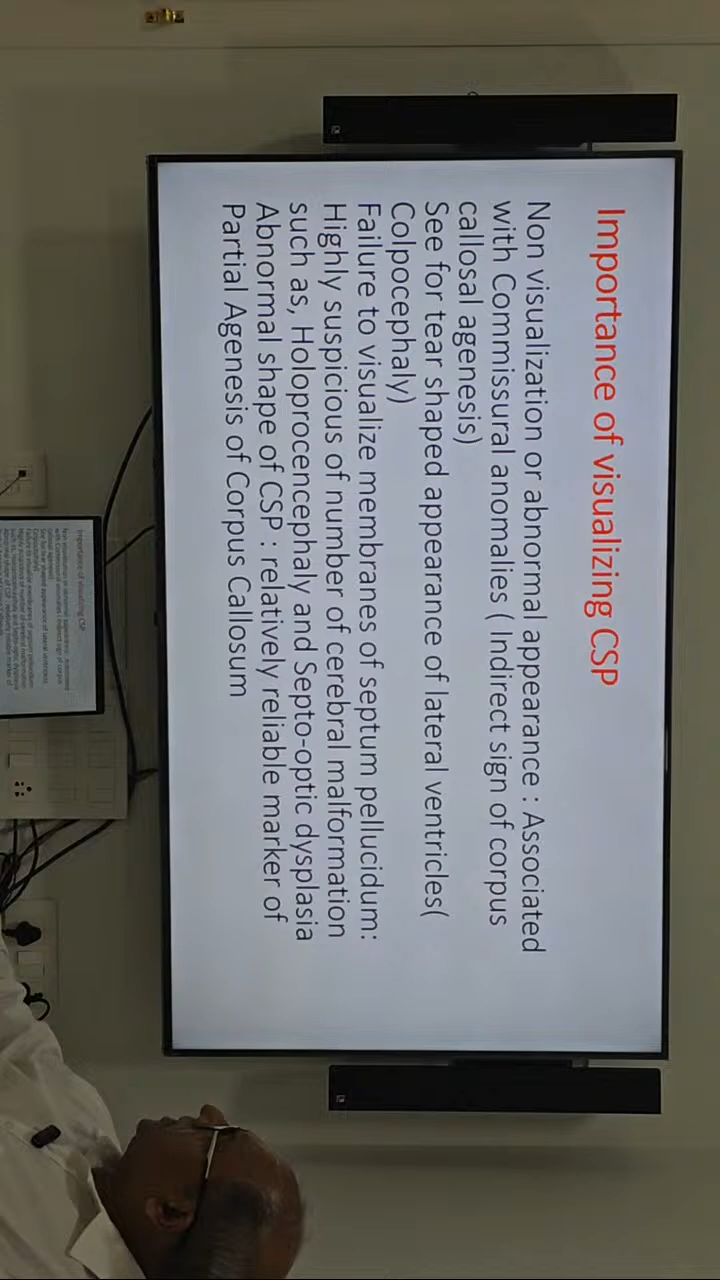 Importance of visualizing CSP
Non visualization or abnormal appearance : Associated
with Commissural anomalies ( Indirect sign of corpus
callosal agenesis)
See for tear shaped appearance of lateral ventricles(
Colpocephaly)
Failure to visualize membranes of septum pellucidum:
Highly suspicious of number of cerebral malformation
such as, Holoprocencephaly and Septo-optic dysplasia
Abnormal shape of CSP : relatively reliable marker of
Partial Agenesis of Corpus Callosum